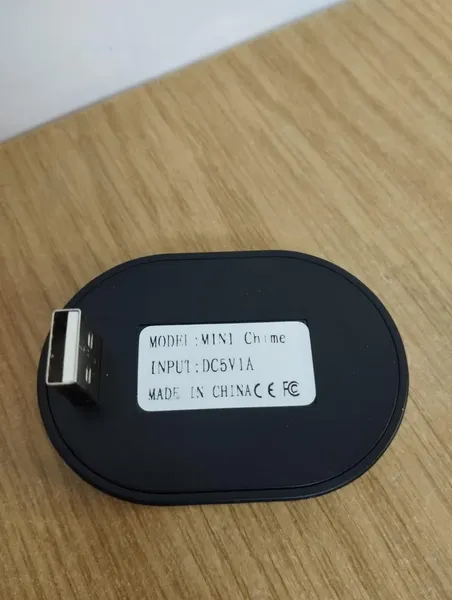 MODEL:MINI Chime
INPUT:DC5V1A
MADE IN CHINA CE FC